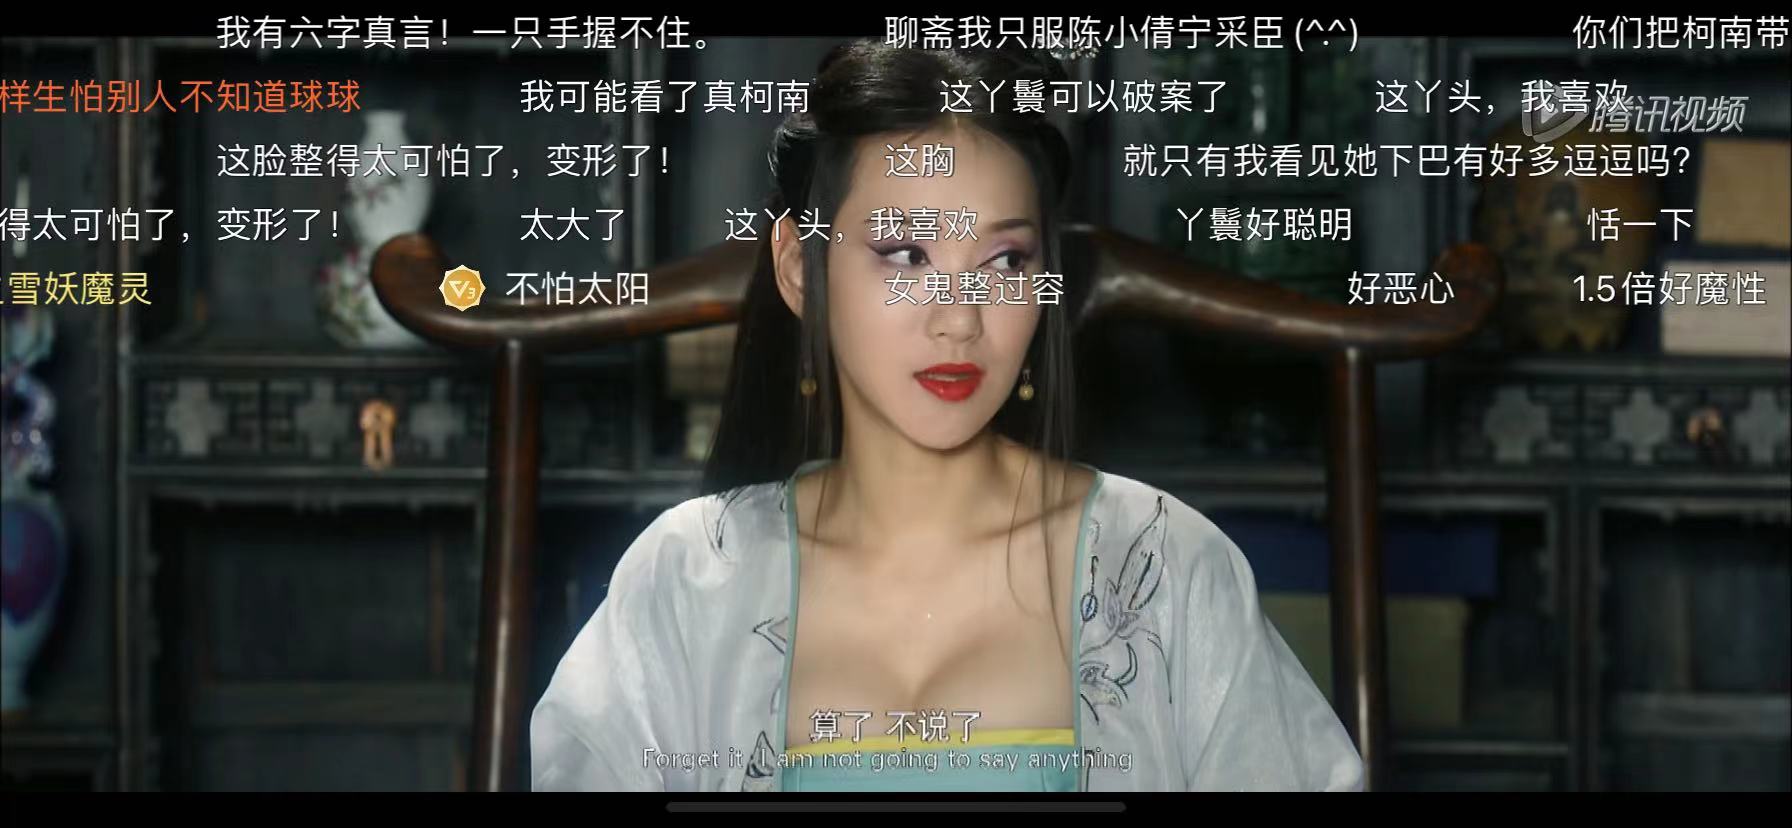 我有六字真言！一只手握不住。 聊斋我只服陈小倩宁采臣 (^.^) 你们把柯南带
样生怕别人不知道球球 我可能看了真柯南 这丫鬟可以破案了 这丫头，我喜欢
腾讯视频
这脸整得太可怕了，变形了！ 这胸 就只有我看见她下巴有好多逗逗吗？
得太可怕了，变形了！ 太大了 这丫头，我喜欢 丫鬟好聪明 恬一下
雪妖魔灵 V3 不怕太阳 女鬼整过容 好恶心 1.5倍好魔性
算了 不说了
Forget it, I am not going to say anything